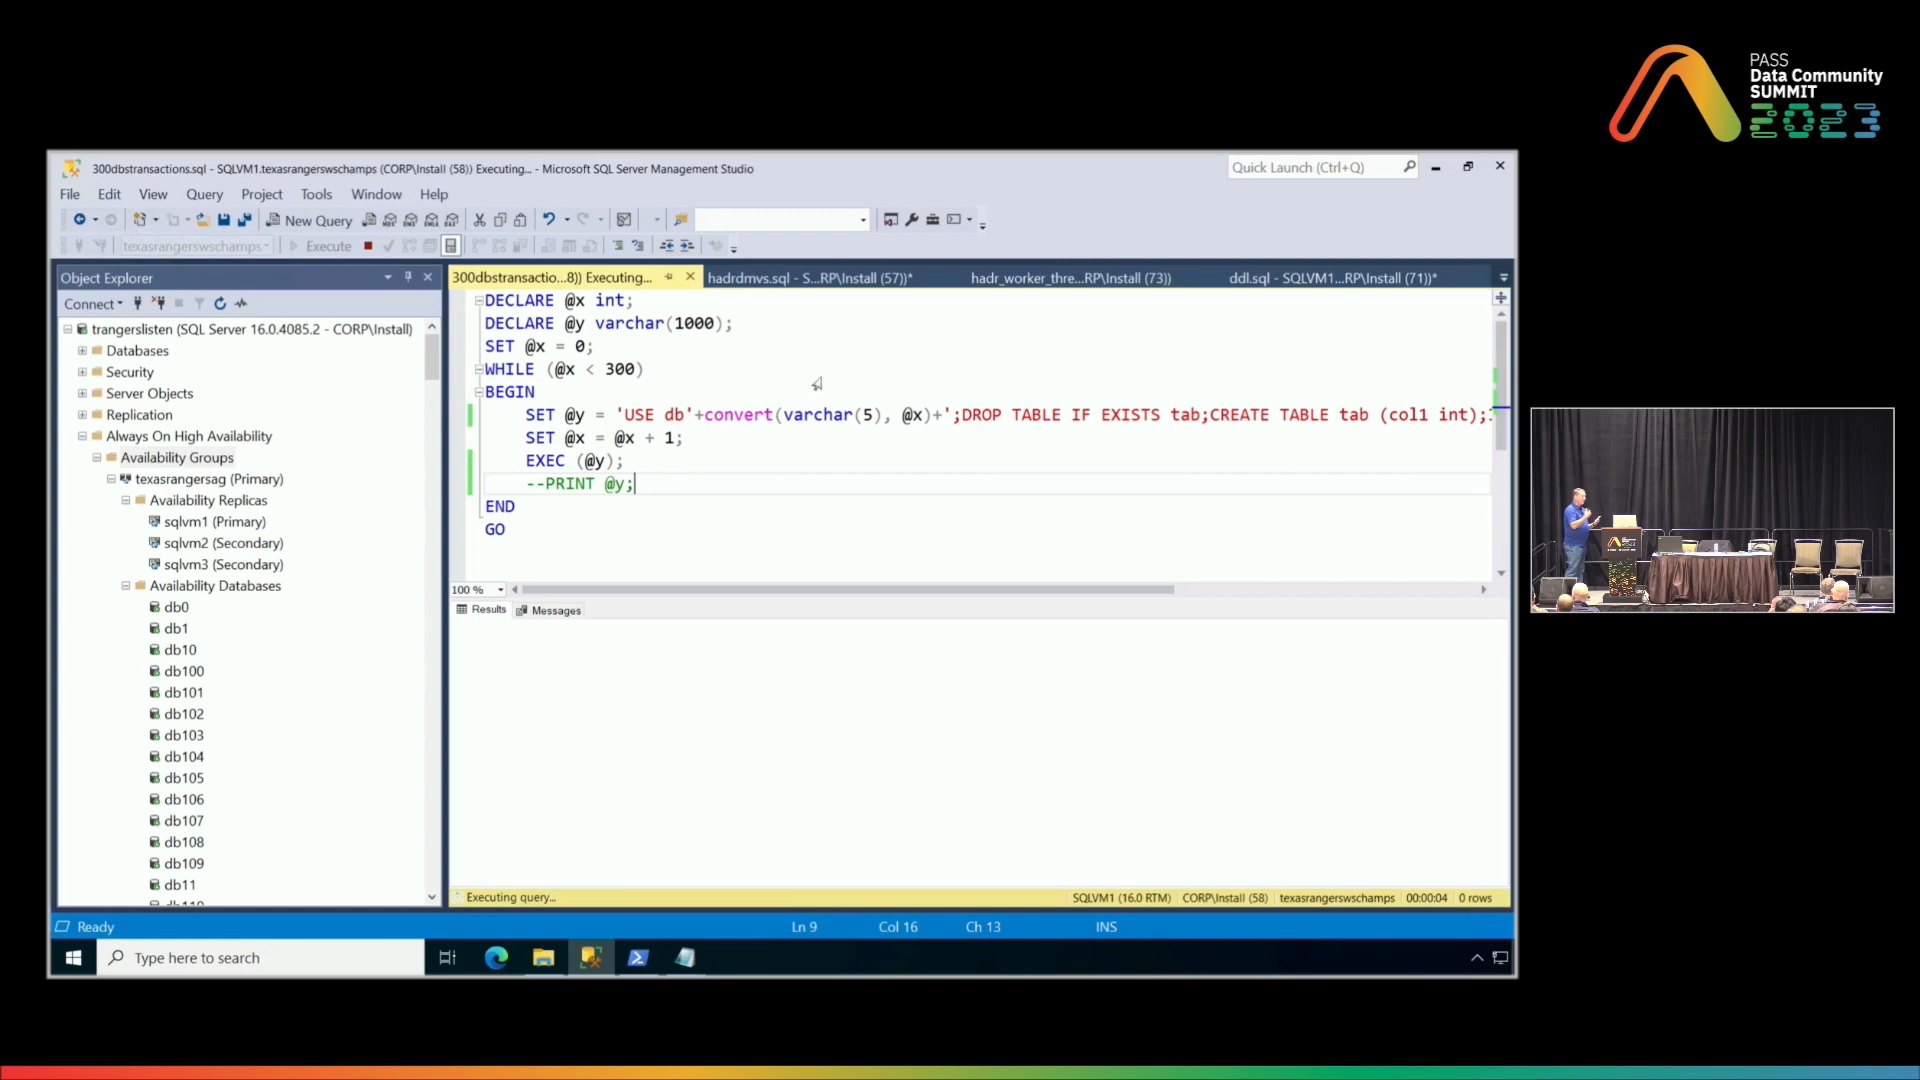 PASS
Data Community
SUMMIT
2023
300dbstransactions.sql - SQLVM1.texasrangerswschamps (CORP\Install (58)) Executing... - Microsoft SQL Server Management Studio
Quick Launch (Ctrl+Q)
File Edit View Query Project Tools Window Help
New Query
texasrangerswschamps
Execute
Object Explorer
300dbstransactio...8)) Executing...
hadrdmvs.sql - S...RP\Install (57))*
hadr_worker_thre...RP\Install (73))
ddl.sql - SQLVM1...RP\Install (71))*
Connect
trangerslisten (SQL Server 16.0.4085.2 - CORP\Install)
Databases
Security
Server Objects
Replication
Always On High Availability
Availability Groups
texasrangersag (Primary)
Availability Replicas
sqlvm1 (Primary)
sqlvm2 (Secondary)
sqlvm3 (Secondary)
Availability Databases
db0
db1
db10
db100
db101
db102
db103
db104
db105
db106
db107
db108
db109
db11
db110
DECLARE @x int;
DECLARE @y varchar(1000);
SET @x = 0;
WHILE (@x < 300)
BEGIN
SET @y = 'USE db'+convert(varchar(5), @x)+';DROP TABLE IF EXISTS tab;CREATE TABLE tab (col1 int);
SET @x = @x + 1;
EXEC (@y);
--PRINT @y;
END
GO
100 %
Results Messages
Executing query...
SQLVM1 (16.0 RTM) CORP\Install (58) texasrangerswschamps 00:00:04 0 rows
Ready Ln 9 Col 16 Ch 13 INS
Type here to search